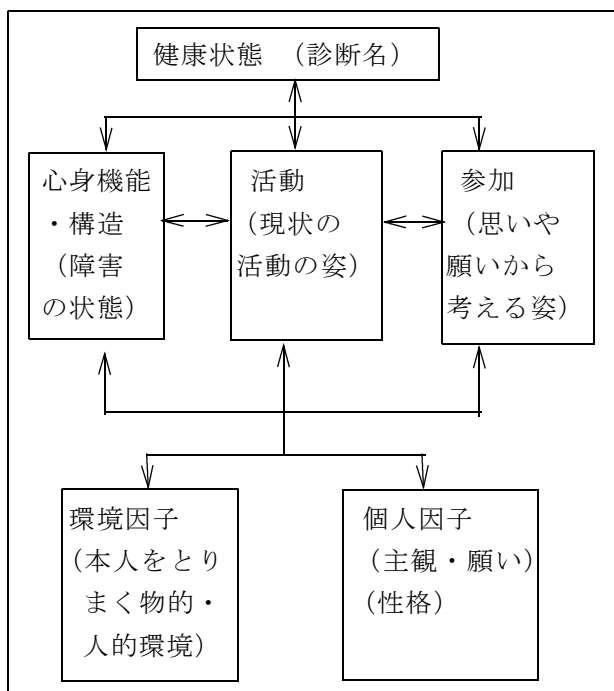 健康状態 （診断名）
心身機能
・構造
（障害
の状態）
活動
（現状の
活動の姿）
参加
（思いや
願いから
考える姿）
環境因子
（本人をとり
まく物的・
人的環境）
個人因子
（主観・願い）
（性格）